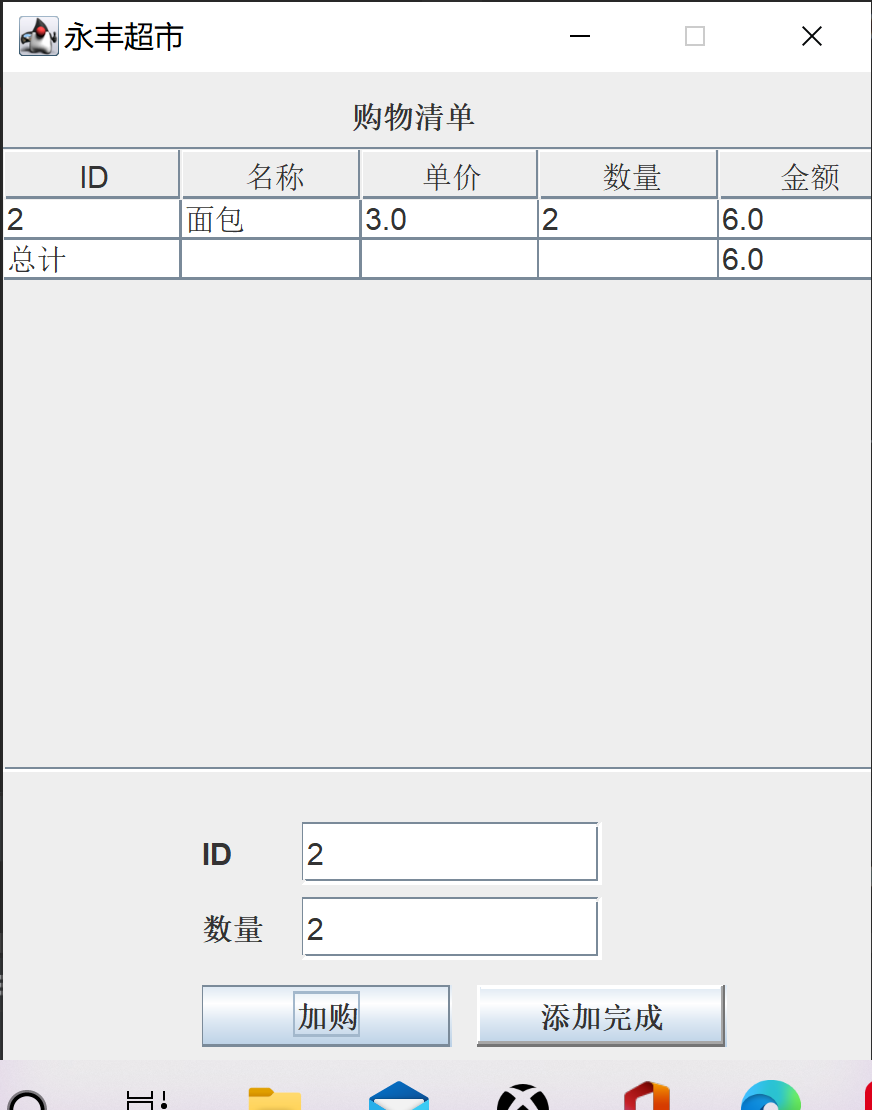 永丰超市
购物清单
ID 名称 单价 数量 金额
2 面包 3.0 2 6.0
总计 6.0
ID 2
数量 2
加购 添加完成